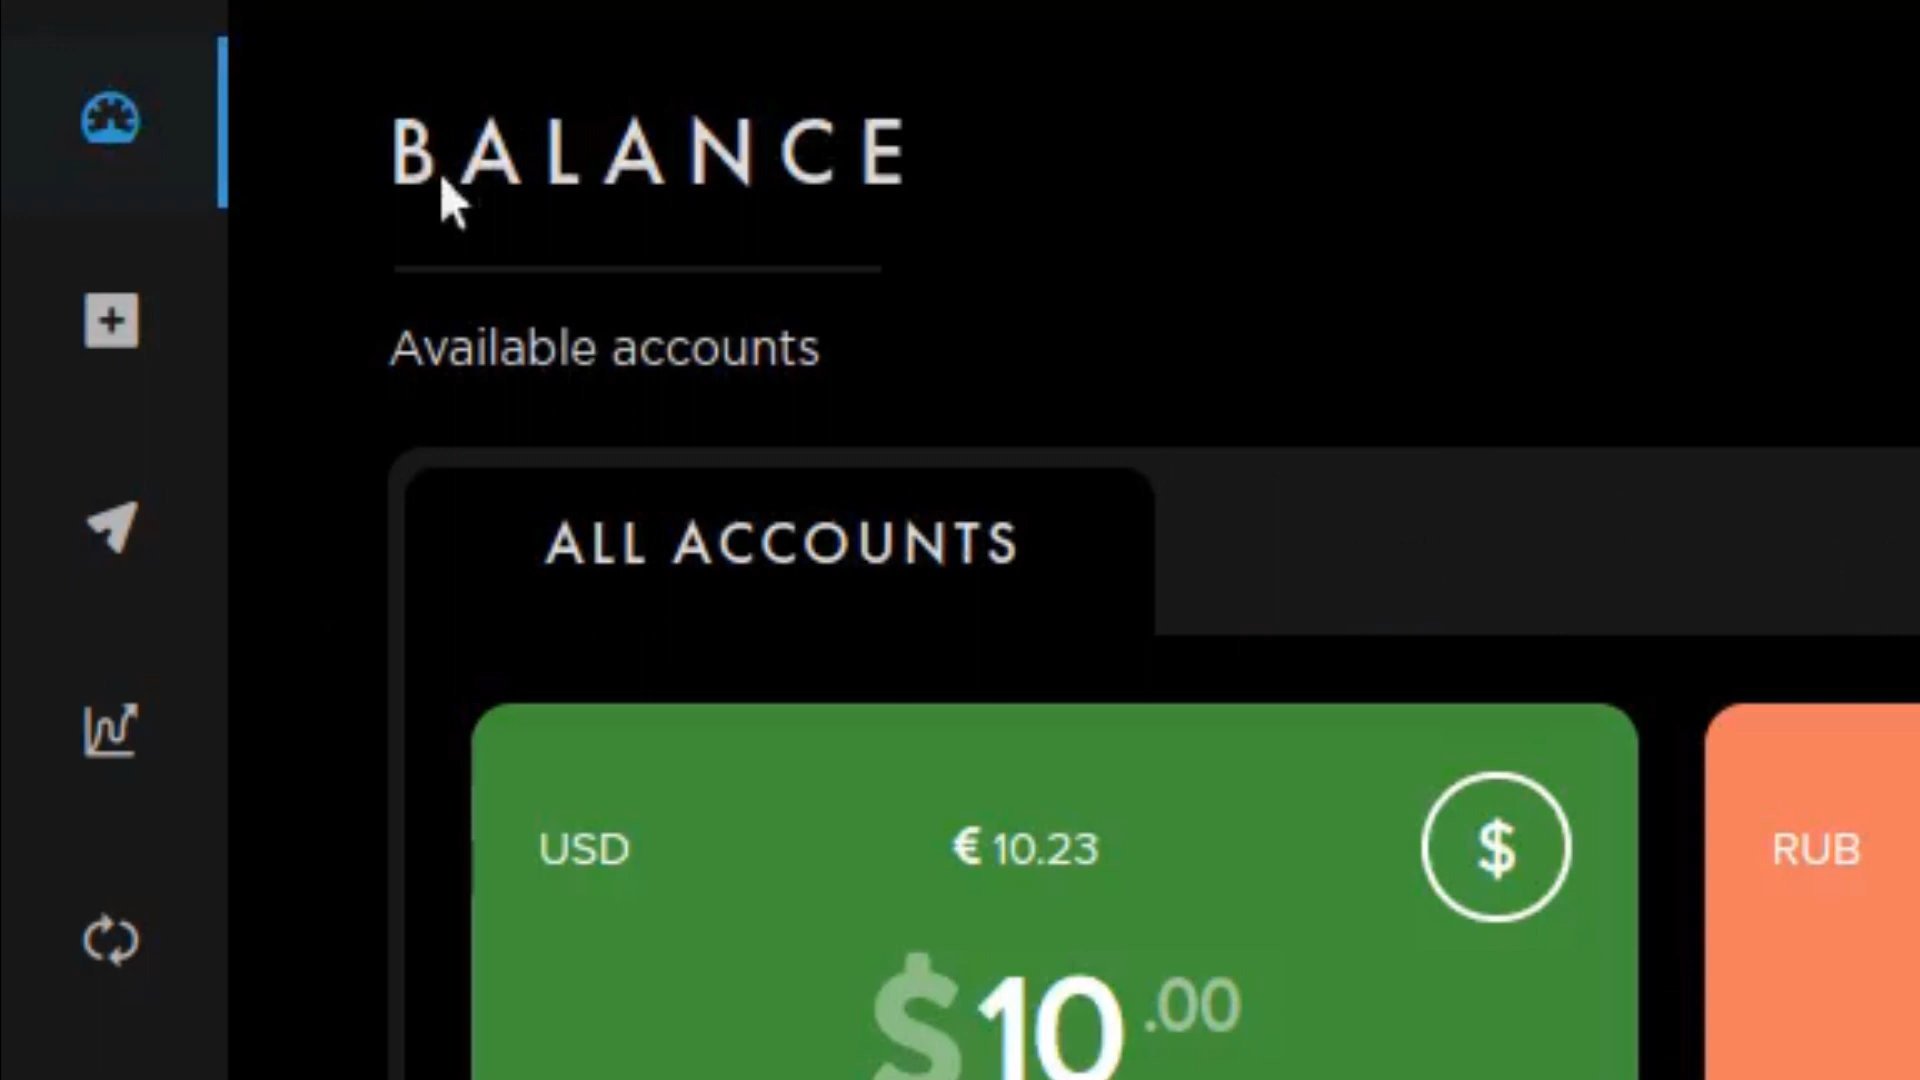 BALANCE
Available accounts
ALL ACCOUNTS
USD € 10.23 $
RUB
$10.00